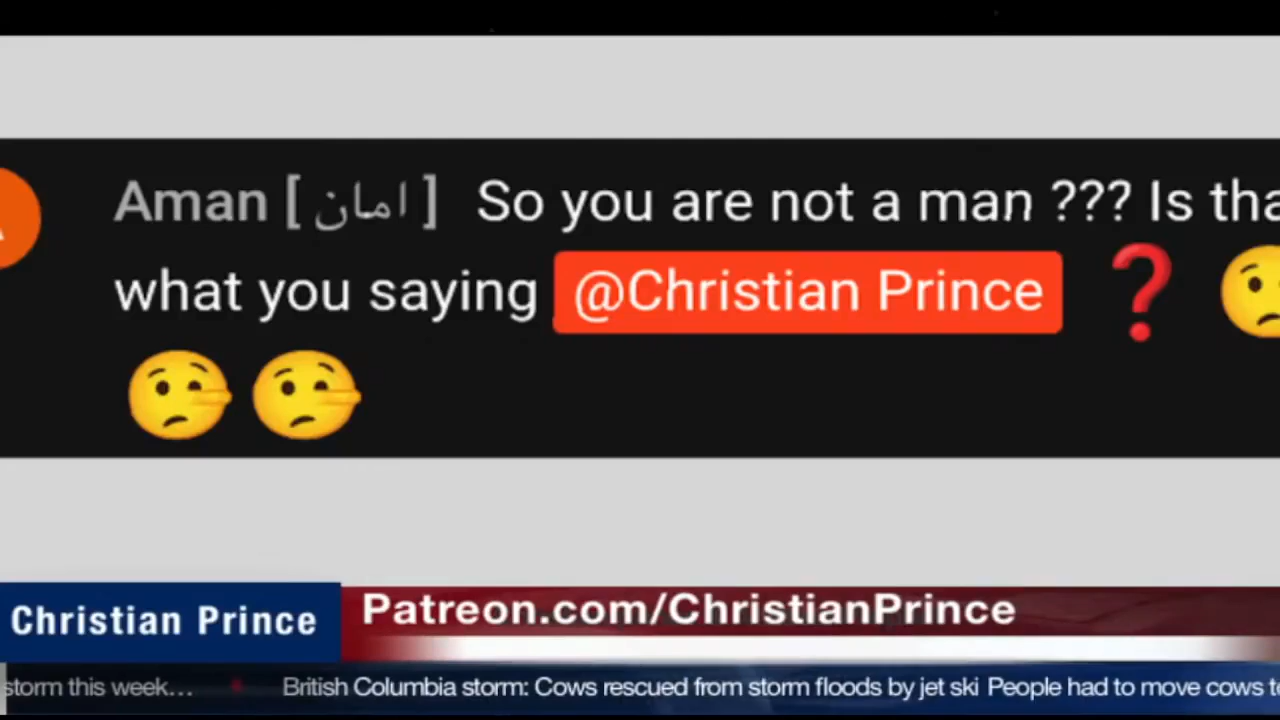 Aman [ امان ] So you are not a man ??? Is
what you saying @Christian Prince ❓
Christian Prince
Patreon.com/ChristianPrince
storm this week... • British Columbia storm: Cows rescued from storm floods by jet ski People had to move cows